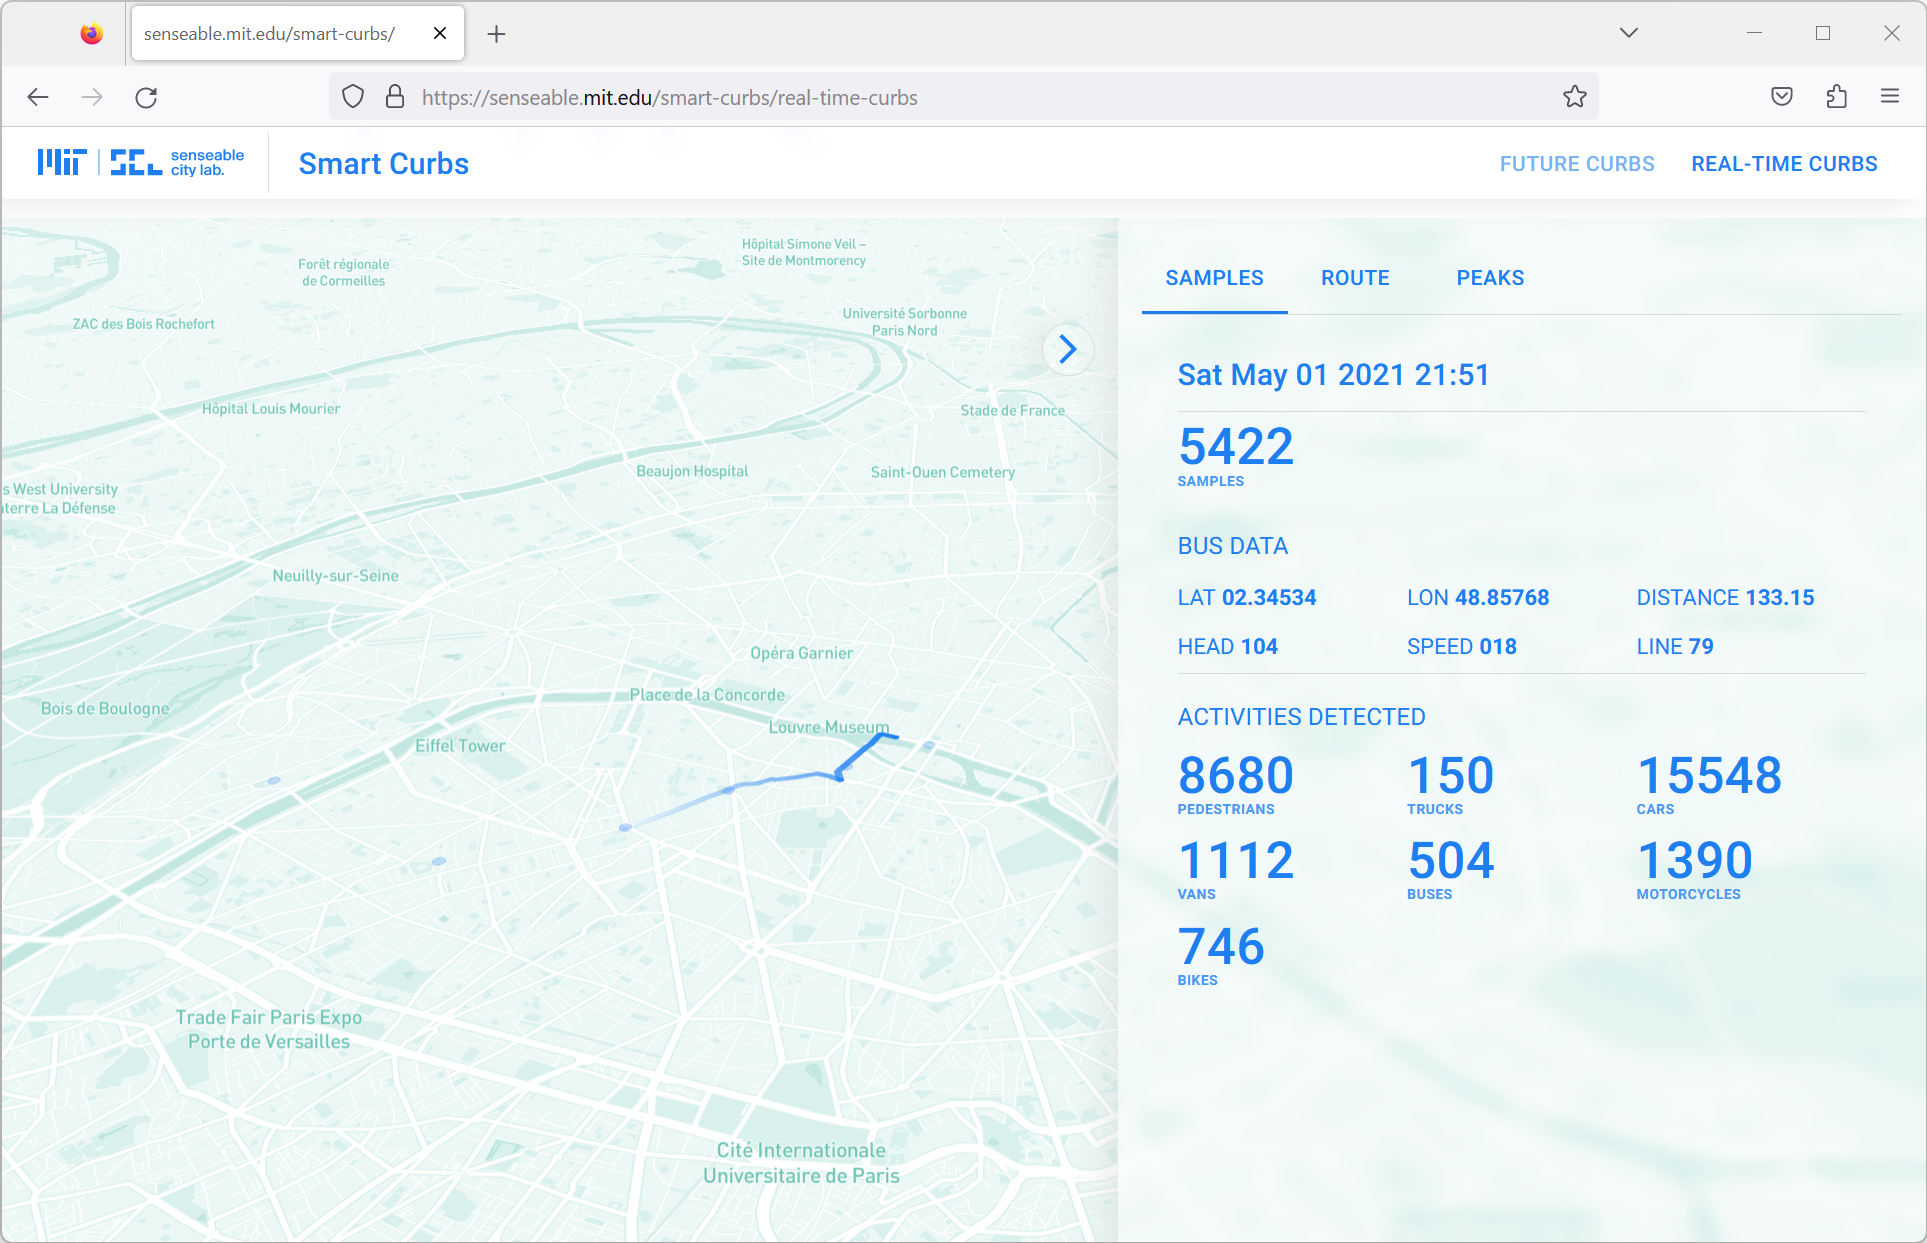 senseable.mit.edu/smart-curbs/
https://senseable.mit.edu/smart-curbs/real-time-curbs
MIT
SCL
senseable
city lab.
Smart Curbs
FUTURE CURBS
REAL-TIME CURBS
Hôpital Simone Veil –
Site de Montmorency
Forêt régionale
de Cormeilles
Université Sorbonne
Paris Nord
ZAC des Bois Rochefort
Hôpital Louis Mourier
Stade de France
Beaujon Hospital
Saint-Ouen Cemetery
s West University
terre La Défense
Neuilly-sur-Seine
Opéra Garnier
Place de la Concorde
Bois de Boulogne
Louvre Museum
Eiffel Tower
Trade Fair Paris Expo
Porte de Versailles
Cité Internationale
Universitaire de Paris
SAMPLES
ROUTE
PEAKS
Sat May 01 2021 21:51
5422
SAMPLES
BUS DATA
LAT 02.34534
LON 48.85768
DISTANCE 133.15
HEAD 104
SPEED 018
LINE 79
ACTIVITIES DETECTED
8680
PEDESTRIANS
150
TRUCKS
15548
CARS
1112
VANS
504
BUSES
1390
MOTORCYCLES
746
BIKES